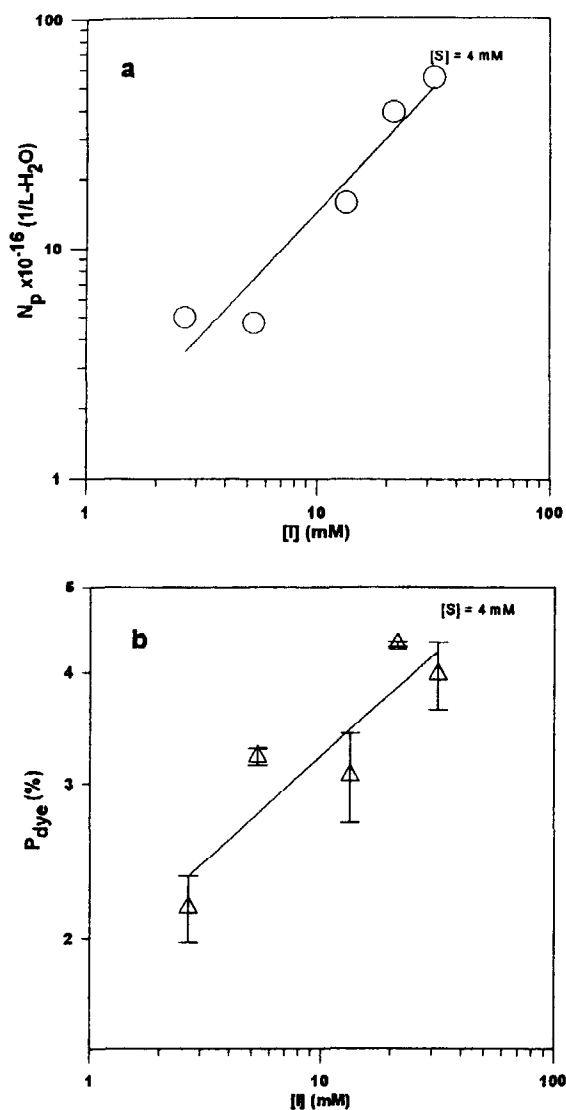 100
[S] = 4 mM
a
10
1
N_p x10^-16 (1/L-H_2O)
1 10 100
[I] (mM)
5
[S] = 4 mM
b
4
3
2
P_dye (%)
1 10 100
[I] (mM)